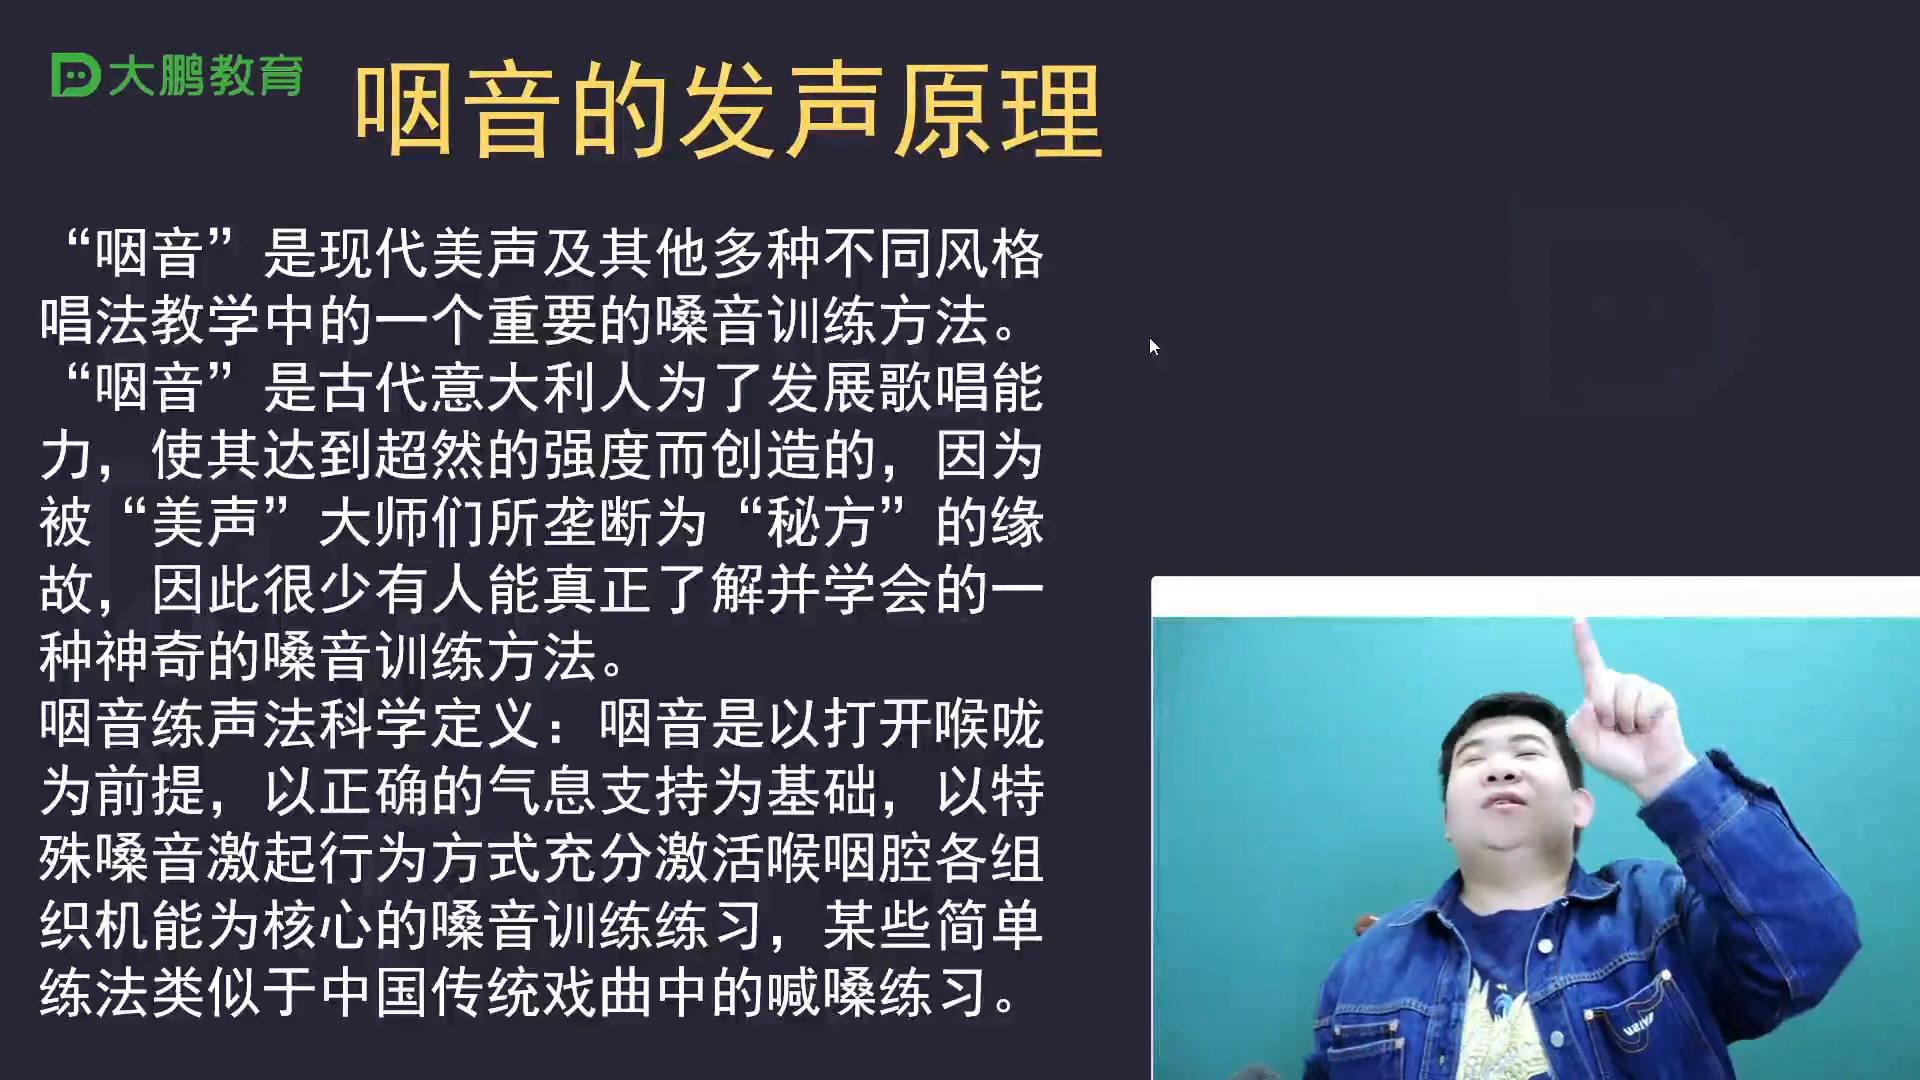 大鹏教育
咽音的发声原理
“咽音”是现代美声及其他多种不同风格
唱法教学中的一个重要的嗓音训练方法。
“咽音”是古代意大利人为了发展歌唱能
力，使其达到超然的强度而创造的，因为
被“美声”大师们所垄断为“秘方”的缘
故，因此很少有人能真正了解并学会的一
种神奇的嗓音训练方法。
咽音练声法科学定义：咽音是以打开喉咙
为前提，以正确的气息支持为基础，以特
殊嗓音激起行为方式充分激活喉咽腔各组
织机能为核心的嗓音训练练习，某些简单
练法类似于中国传统戏曲中的喊嗓练习。